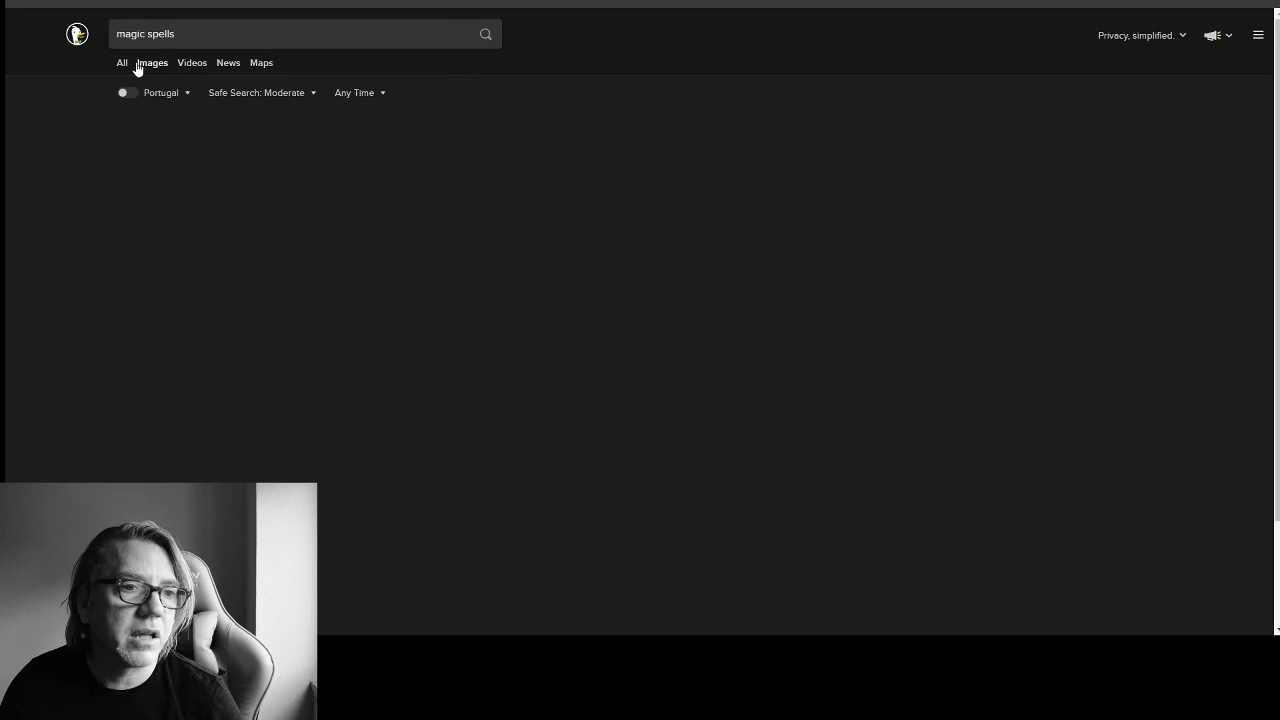 magic spells
Privacy, simplified.
All Images Videos News Maps
Portugal Safe Search: Moderate Any Time